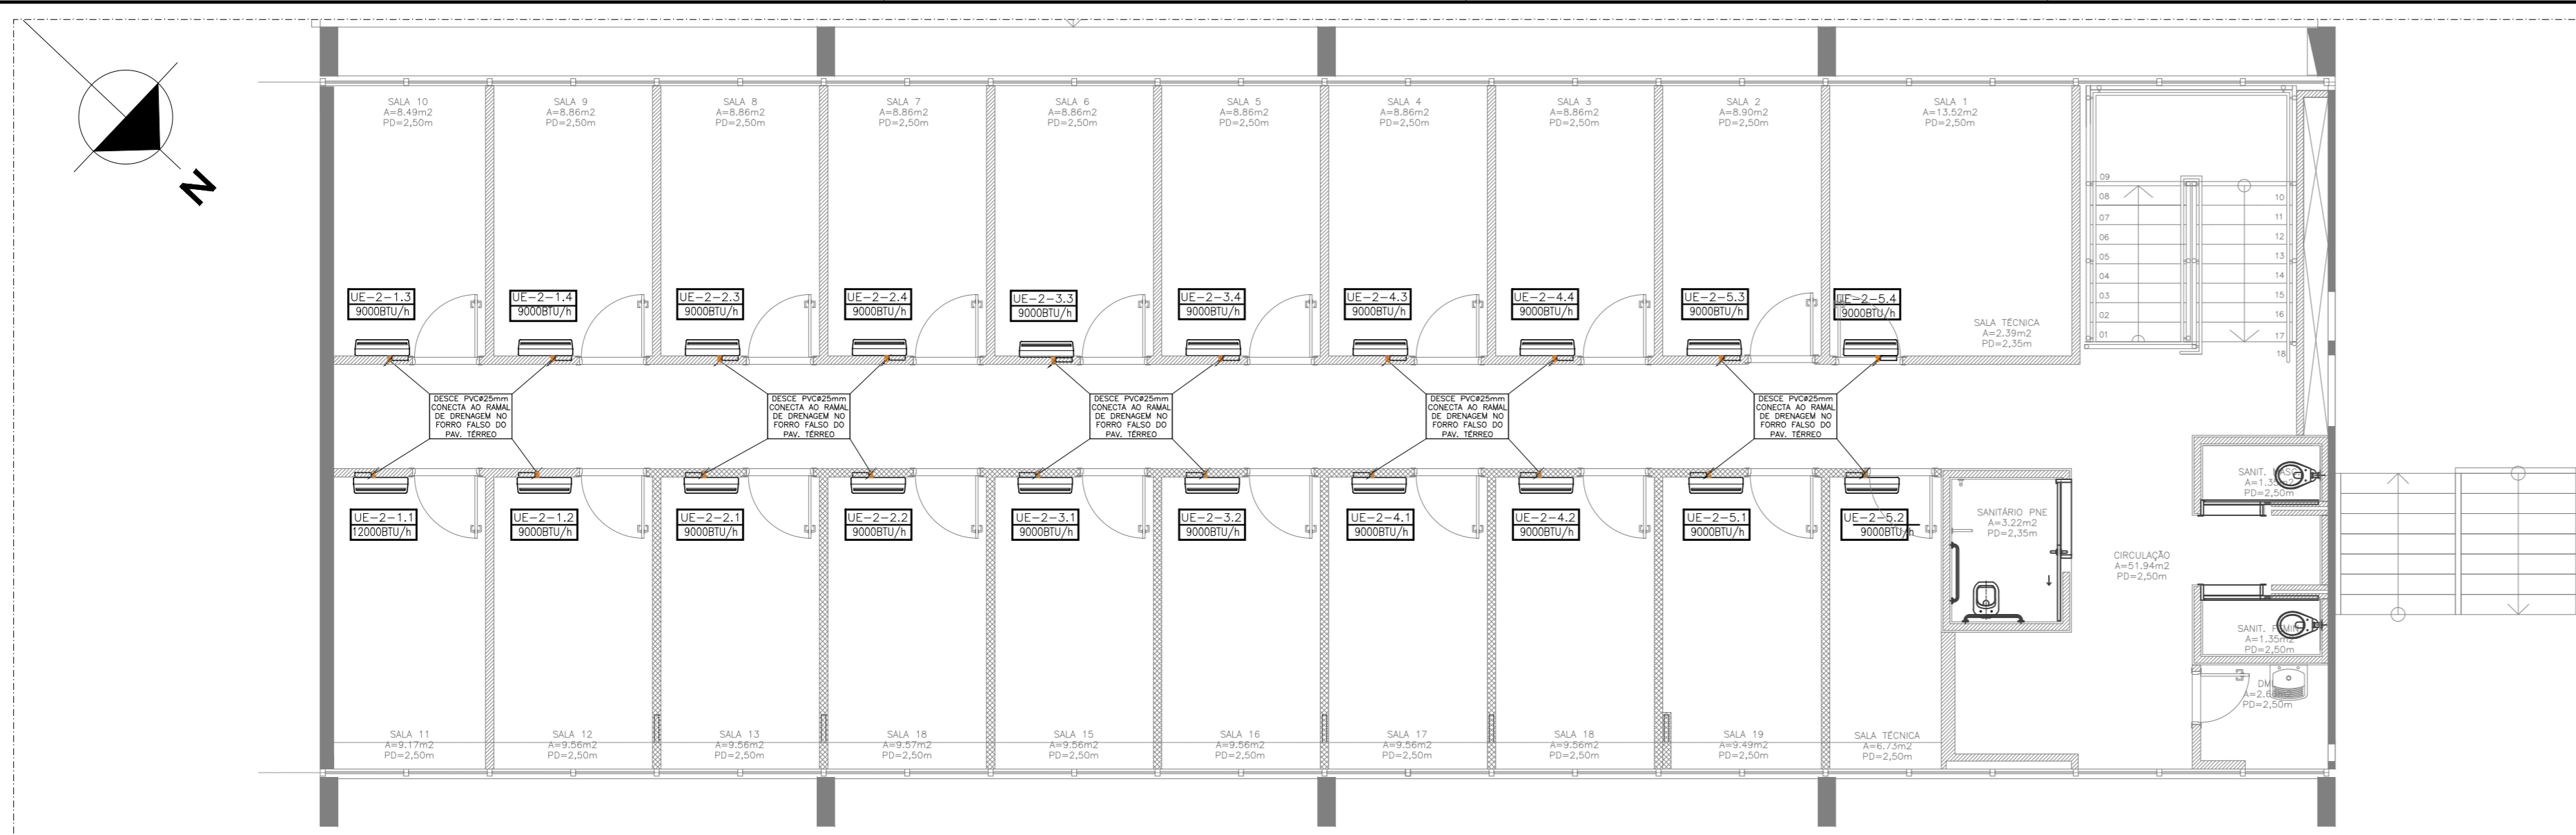 N
SALA 10
A=8.49m2
PD=2,50m
SALA 9
A=8.86m2
PD=2,50m
SALA 8
A=8.86m2
PD=2,50m
SALA 7
A=8.86m2
PD=2,50m
SALA 6
A=8.86m2
PD=2,50m
SALA 5
A=8.86m2
PD=2,50m
SALA 4
A=8.86m2
PD=2,50m
SALA 3
A=8.86m2
PD=2,50m
SALA 2
A=8.90m2
PD=2,50m
SALA 1
A=13.52m2
PD=2,50m
09
08
07
06
05
04
03
02
01
10
11
12
13
14
15
16
17
18
UE-2-1.3
9000BTU/h
UE-2-1.4
9000BTU/h
UE-2-2.3
9000BTU/h
UE-2-2.4
9000BTU/h
UE-2-3.3
9000BTU/h
UE-2-3.4
9000BTU/h
UE-2-4.3
9000BTU/h
UE-2-4.4
9000BTU/h
UE-2-5.3
9000BTU/h
UE-2-5.4
9000BTU/h
SALA TÉCNICA
A=2.39m2
PD=2,35m
DESCE PVCø25mm
CONECTA AO RAMAL
DE DRENAGEM NO
FORRO FALSO DO
PAV. TÉRREO
DESCE PVCø25mm
CONECTA AO RAMAL
DE DRENAGEM NO
FORRO FALSO DO
PAV. TÉRREO
DESCE PVCø25mm
CONECTA AO RAMAL
DE DRENAGEM NO
FORRO FALSO DO
PAV. TÉRREO
DESCE PVCø25mm
CONECTA AO RAMAL
DE DRENAGEM NO
FORRO FALSO DO
PAV. TÉRREO
DESCE PVCø25mm
CONECTA AO RAMAL
DE DRENAGEM NO
FORRO FALSO DO
PAV. TÉRREO
UE-2-1.1
12000BTU/h
UE-2-1.2
9000BTU/h
UE-2-2.1
9000BTU/h
UE-2-2.2
9000BTU/h
UE-2-3.1
9000BTU/h
UE-2-3.2
9000BTU/h
UE-2-4.1
9000BTU/h
UE-2-4.2
9000BTU/h
UE-2-5.1
9000BTU/h
UE-2-5.2
9000BTU/h
SANITÁRIO PNE
A=3.22m2
PD=2,35m
CIRCULAÇÃO
A=51.94m2
PD=2,50m
SANIT.
PD=2,50m
SANIT.
A=1.35m2
PD=2,50m
PD=2,50m
SALA 11
A=9.17m2
PD=2,50m
SALA 12
A=9.56m2
PD=2,50m
SALA 13
A=9.56m2
PD=2,50m
SALA 18
A=9.57m2
PD=2,50m
SALA 15
A=9.56m2
PD=2,50m
SALA 16
A=9.56m2
PD=2,50m
SALA 17
A=9.56m2
PD=2,50m
SALA 18
A=9.56m2
PD=2,50m
SALA 19
A=9.49m2
PD=2,50m
SALA TÉCNICA
A=6.73m2
PD=2,50m